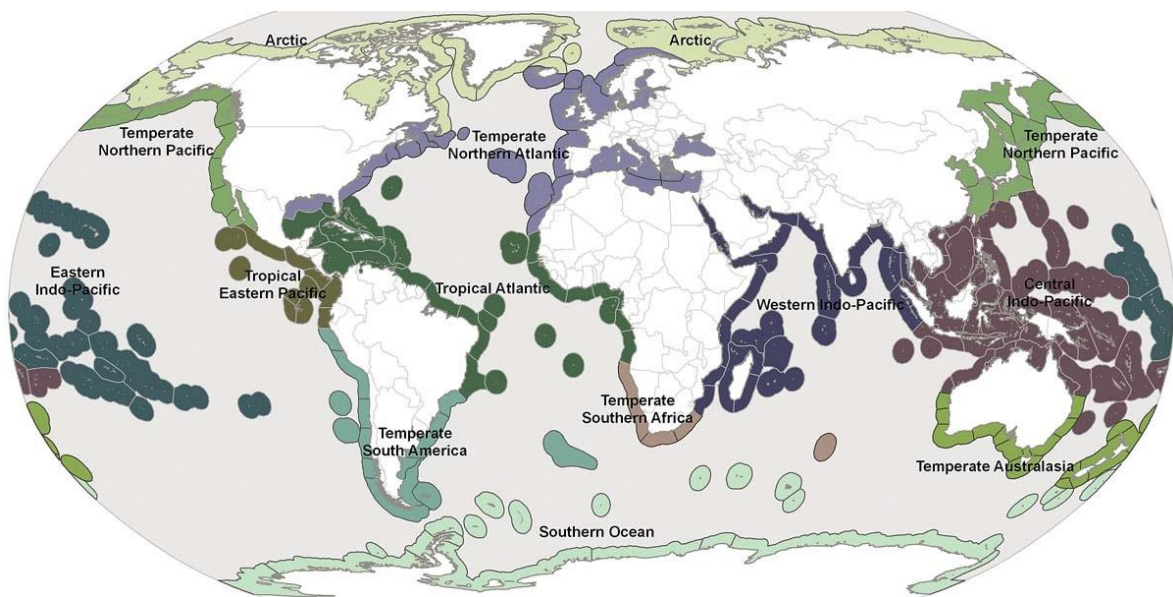 Arctic
Arctic
Temperate
Northern Pacific
Temperate
Northern Atlantic
Temperate
Northern Pacific
Eastern
Indo-Pacific
Tropical
Eastern Pacific
Tropical Atlantic
Western Indo-Pacific
Central
Indo-Pacific
Temperate
South America
Temperate
Southern Africa
Temperate Australasia
Southern Ocean